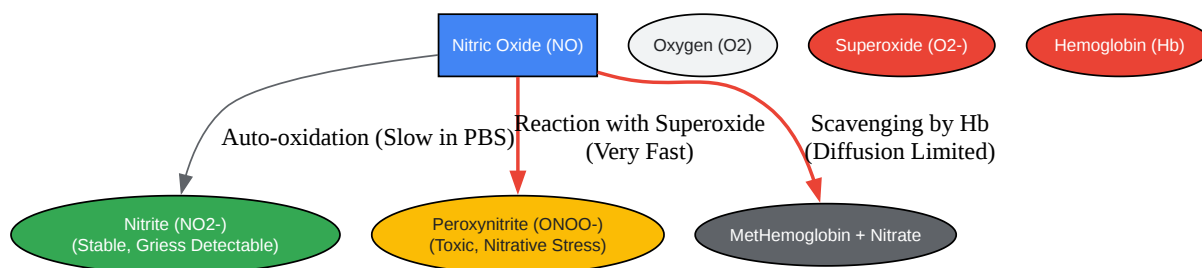 Nitric Oxide (NO)
Oxygen (O2)
Superoxide (O2-)
Hemoglobin (Hb)
Auto-oxidation (Slow in PBS)
Reaction with Superoxide
(Very Fast)
Scavenging by Hb
(Diffusion Limited)
Nitrite (NO2-)
(Stable, Griess Detectable)
Peroxynitrite (ONOO-)
(Toxic, Nitrative Stress)
MetHemoglobin + Nitrate